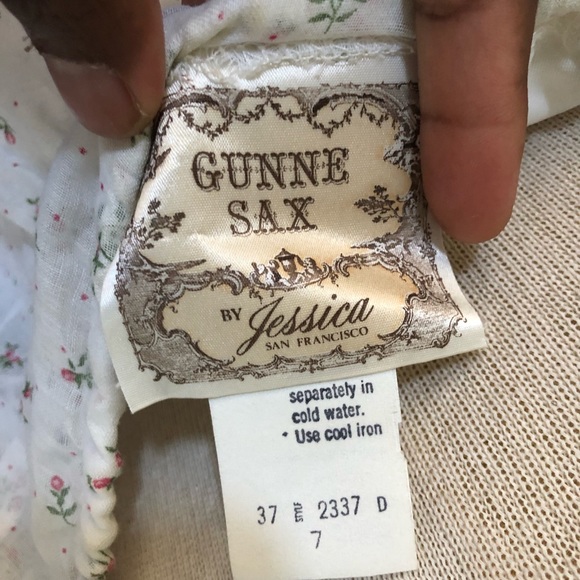 GUNNE
SAX
BY Jessica
SAN FRANCISCO
separately in
cold water.
• Use cool iron
37 STYLE 2337 D
7